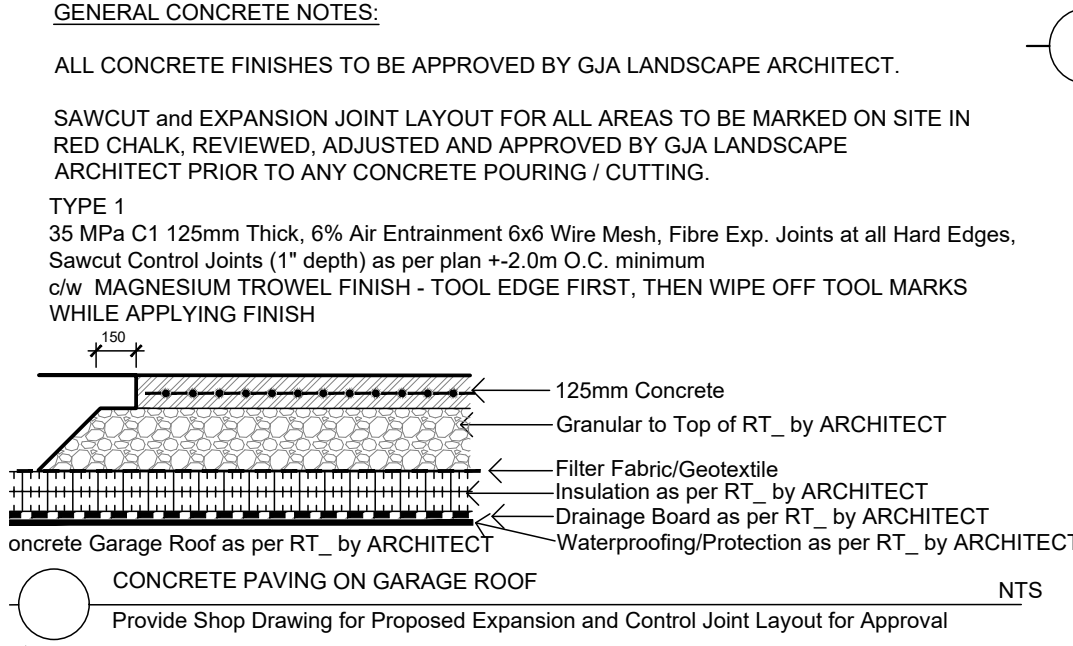 GENERAL CONCRETE NOTES:
ALL CONCRETE FINISHES TO BE APPROVED BY GJA LANDSCAPE ARCHITECT.
SAWCUT and EXPANSION JOINT LAYOUT FOR ALL AREAS TO BE MARKED ON SITE IN
RED CHALK, REVIEWED, ADJUSTED AND APPROVED BY GJA LANDSCAPE
ARCHITECT PRIOR TO ANY CONCRETE POURING / CUTTING.
TYPE 1
35 MPa C1 125mm Thick, 6% Air Entrainment 6x6 Wire Mesh, Fibre Exp. Joints at all Hard Edges,
Sawcut Control Joints (1" depth) as per plan +-2.0m O.C. minimum
c/w MAGNESIUM TROWEL FINISH - TOOL EDGE FIRST, THEN WIPE OFF TOOL MARKS
WHILE APPLYING FINISH
150
125mm Concrete
Granular to Top of RT_ by ARCHITECT
Filter Fabric/Geotextile
Insulation as per RT_ by ARCHITECT
Drainage Board as per RT_ by ARCHITECT
oncrete Garage Roof as per RT_ by ARCHITECT
Waterproofing/Protection as per RT_ by ARCHITECT
CONCRETE PAVING ON GARAGE ROOF
NTS
Provide Shop Drawing for Proposed Expansion and Control Joint Layout for Approval